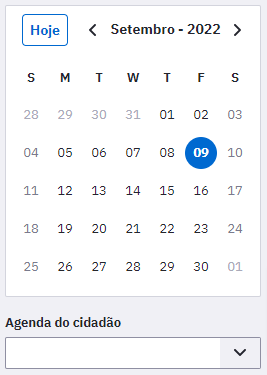 Hoje Setembro - 2022
S M T W T F S
28 29 30 31 01 02 03
04 05 06 07 08 09 10
11 12 13 14 15 16 17
18 19 20 21 22 23 24
25 26 27 28 29 30 01
Agenda do cidadão